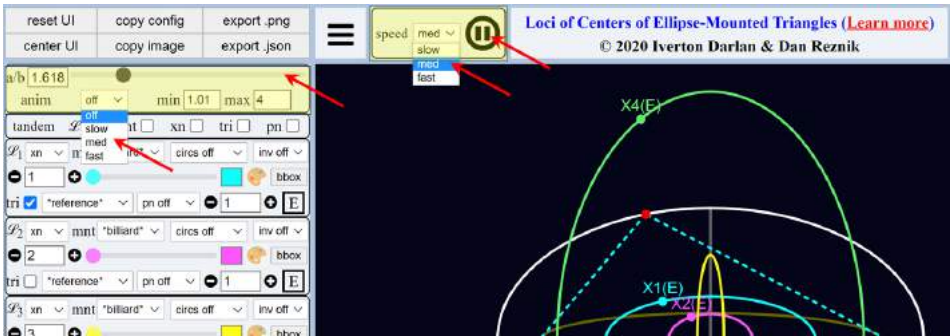 reset UI copy config export .png
center UI copy image export .json
speed med
slow
med
fast
Loci of Centers of Ellipse-Mounted Triangles (Learn more)
© 2020 Iverton Darlan & Dan Reznik
a/b 1.618
anim off min 1.01 max 4
off
slow
med
fast
tandem xn tri pn
ℒ1 xn circs off inv off
1 bbox
tri *reference* pn off 1 E
ℒ2 xn mnt *billiard* circs off inv off
2 bbox
tri *reference* pn off 1 E
ℒ3 xn mnt *billiard* circs off inv off
3 bbox
X4(E)
X1(E)
X2(E)